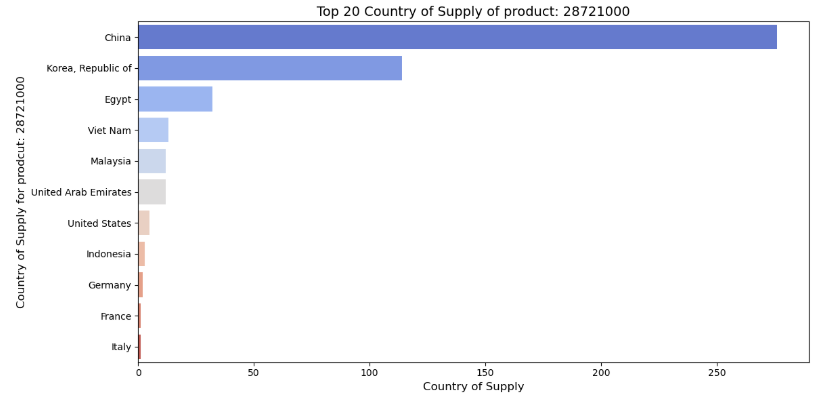 Top 20 Country of Supply of product: 28721000
Country of Supply for prodcut: 28721000
China
Korea, Republic of
Egypt
Viet Nam
Malaysia
United Arab Emirates
United States
Indonesia
Germany
France
Italy
0 50 100 150 200 250
Country of Supply